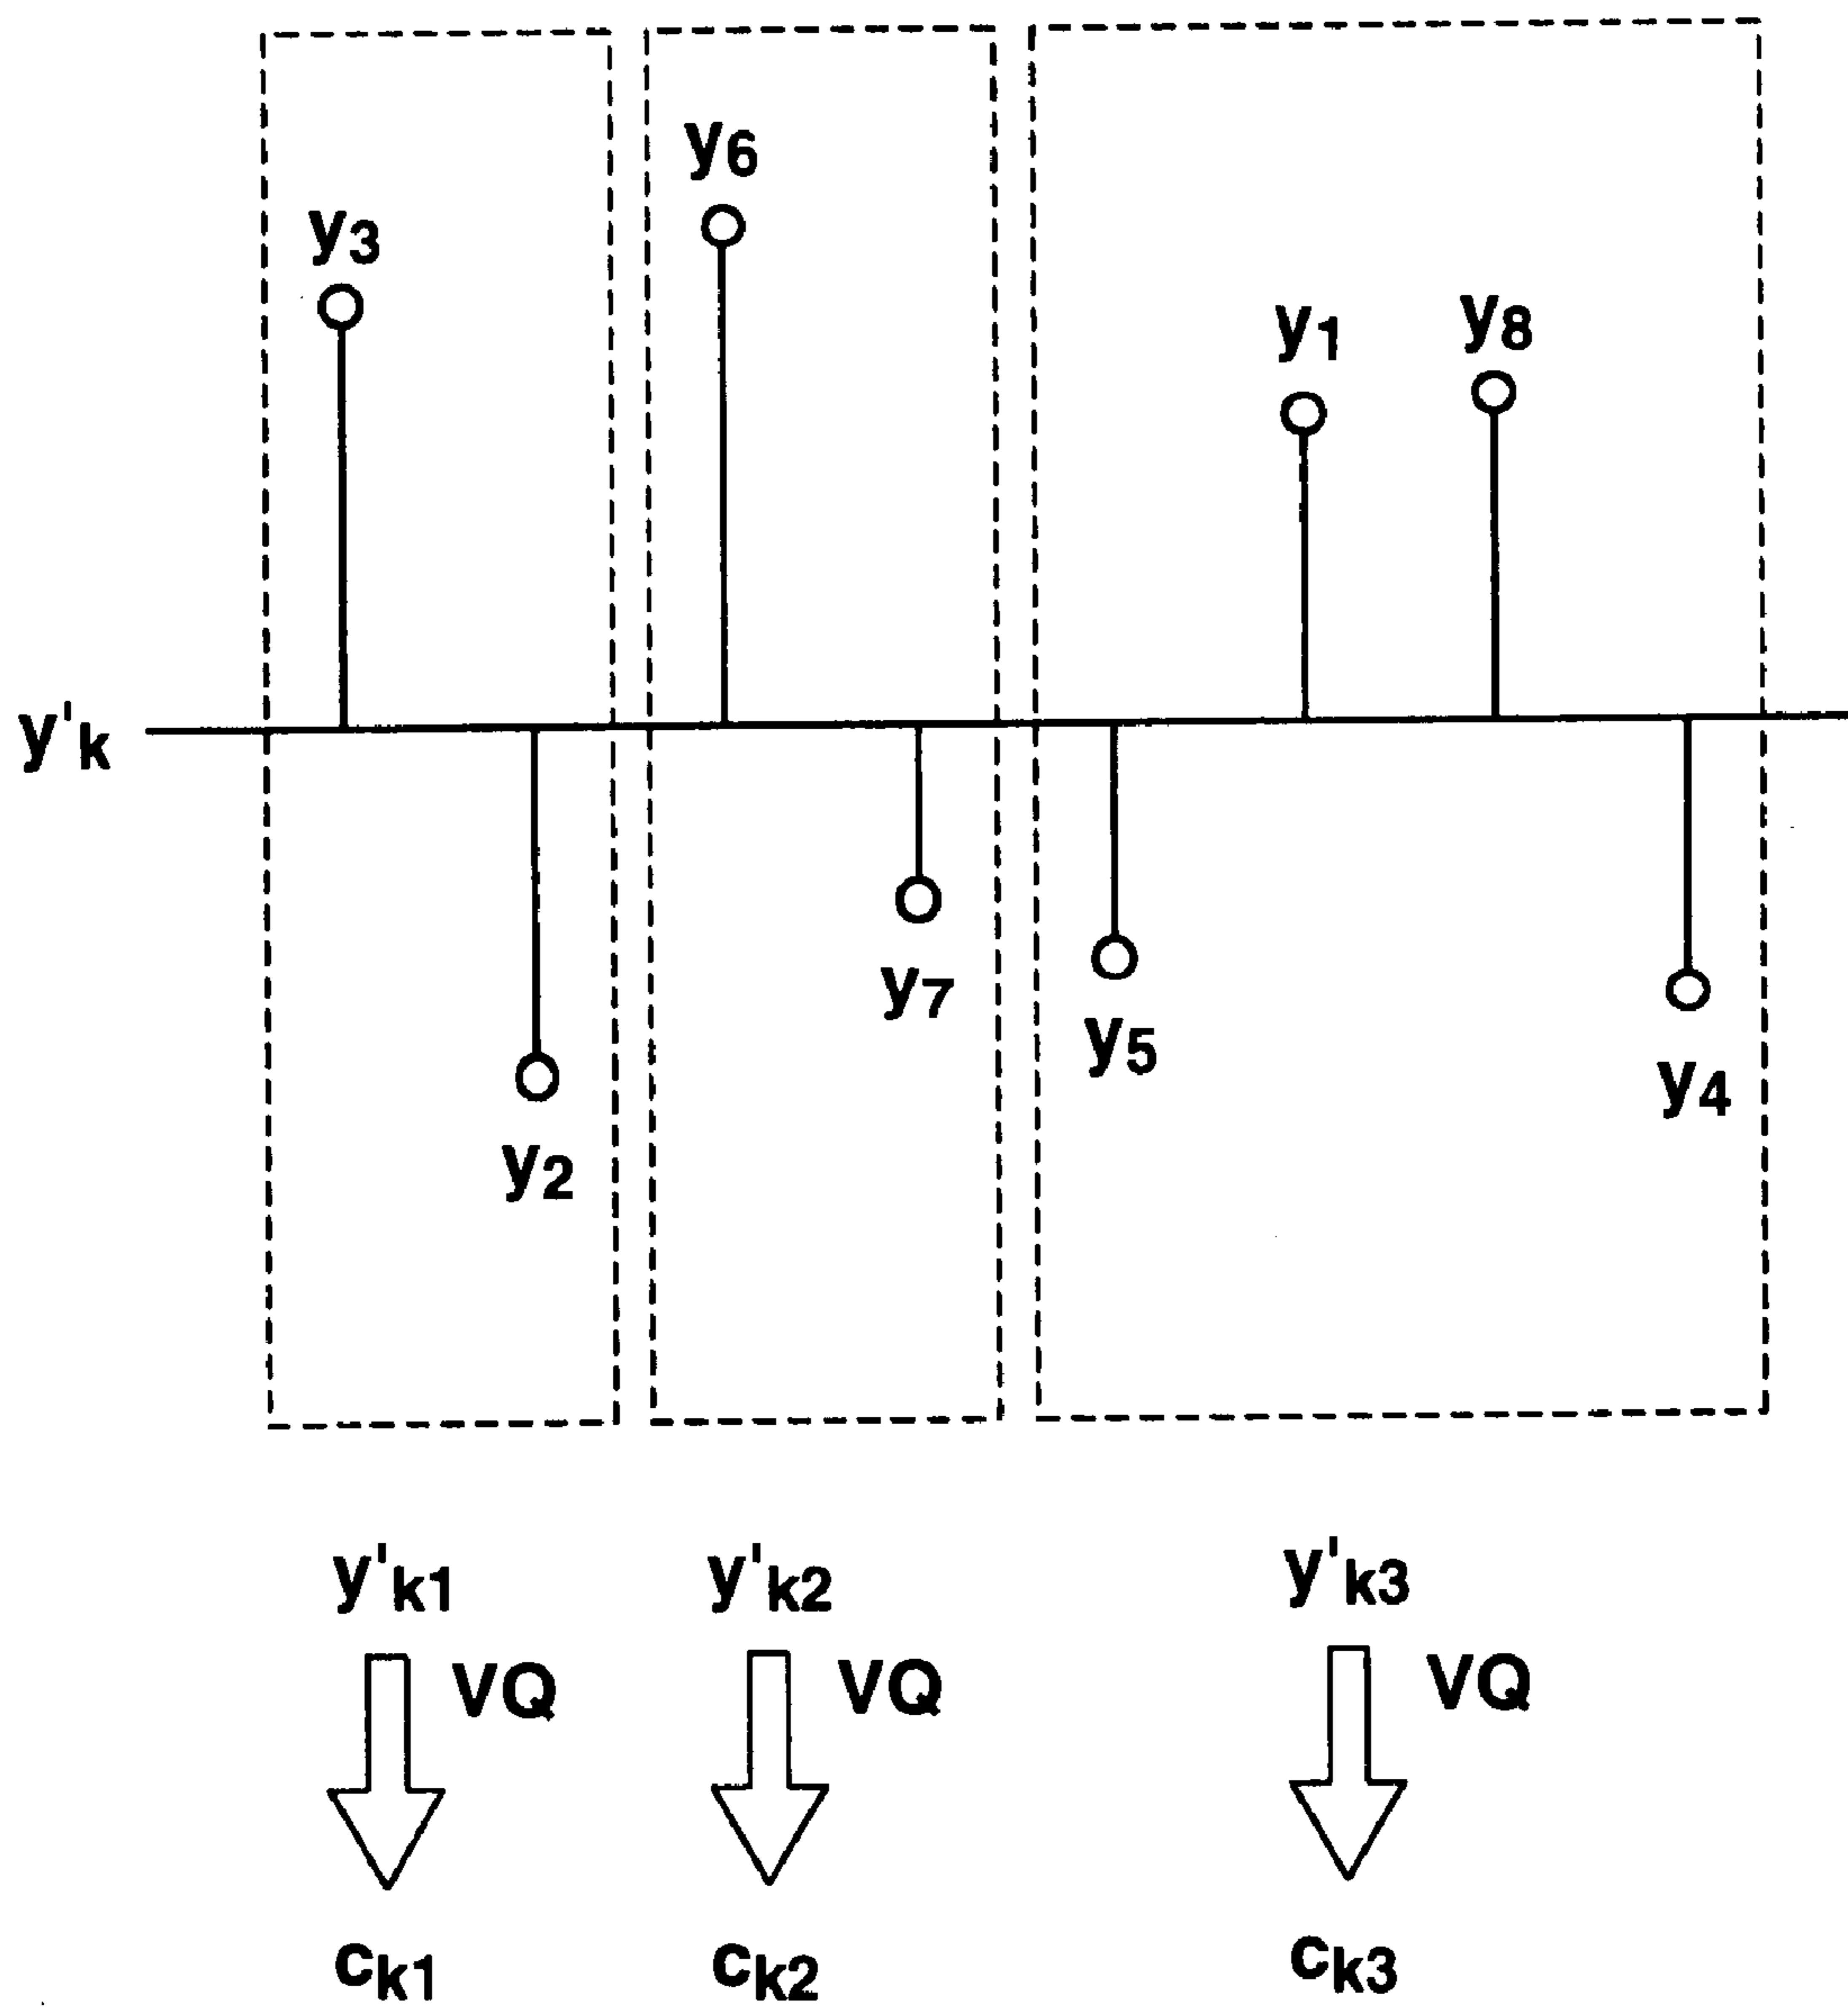 y6
y3
y1 y8
y'k
y7
y5
y4
y2
y'k1 y'k2 y'k3
VQ VQ VQ
ck1 ck2 ck3